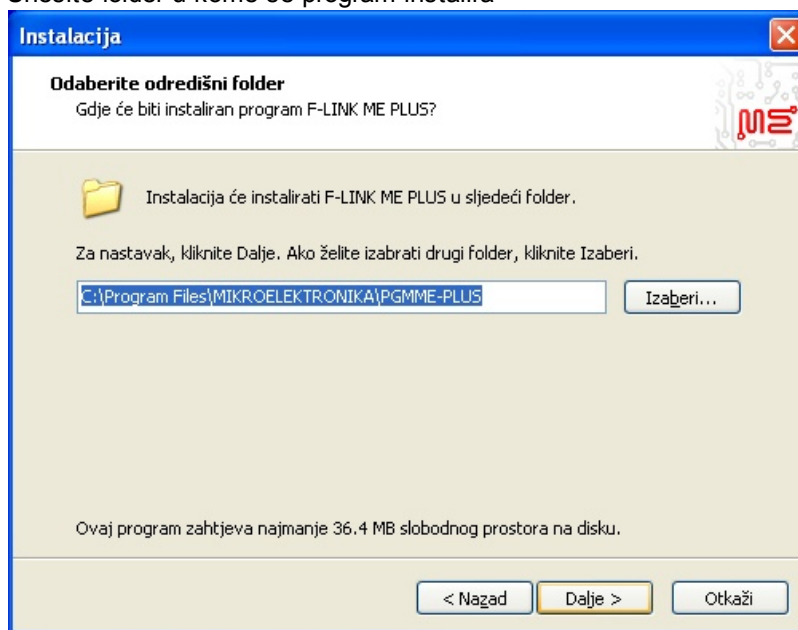 Unesite folder u kome se program instalira
Instalacija
Odaberite odredišni folder
Gdje će biti instaliran program F-LINK ME PLUS?
ME
Instalacija će instalirati F-LINK ME PLUS u sljedeći folder.
Za nastavak, kliknite Dalje. Ako želite izabrati drugi folder, kliknite Izaberi.
C:\Program Files\MIKROELEKTRONIKA\PGMME-PLUS
Izaberi...
Ovaj program zahtjeva najmanje 36.4 MB slobodnog prostora na disku.
< Nazad
Dalje >
Otkaži